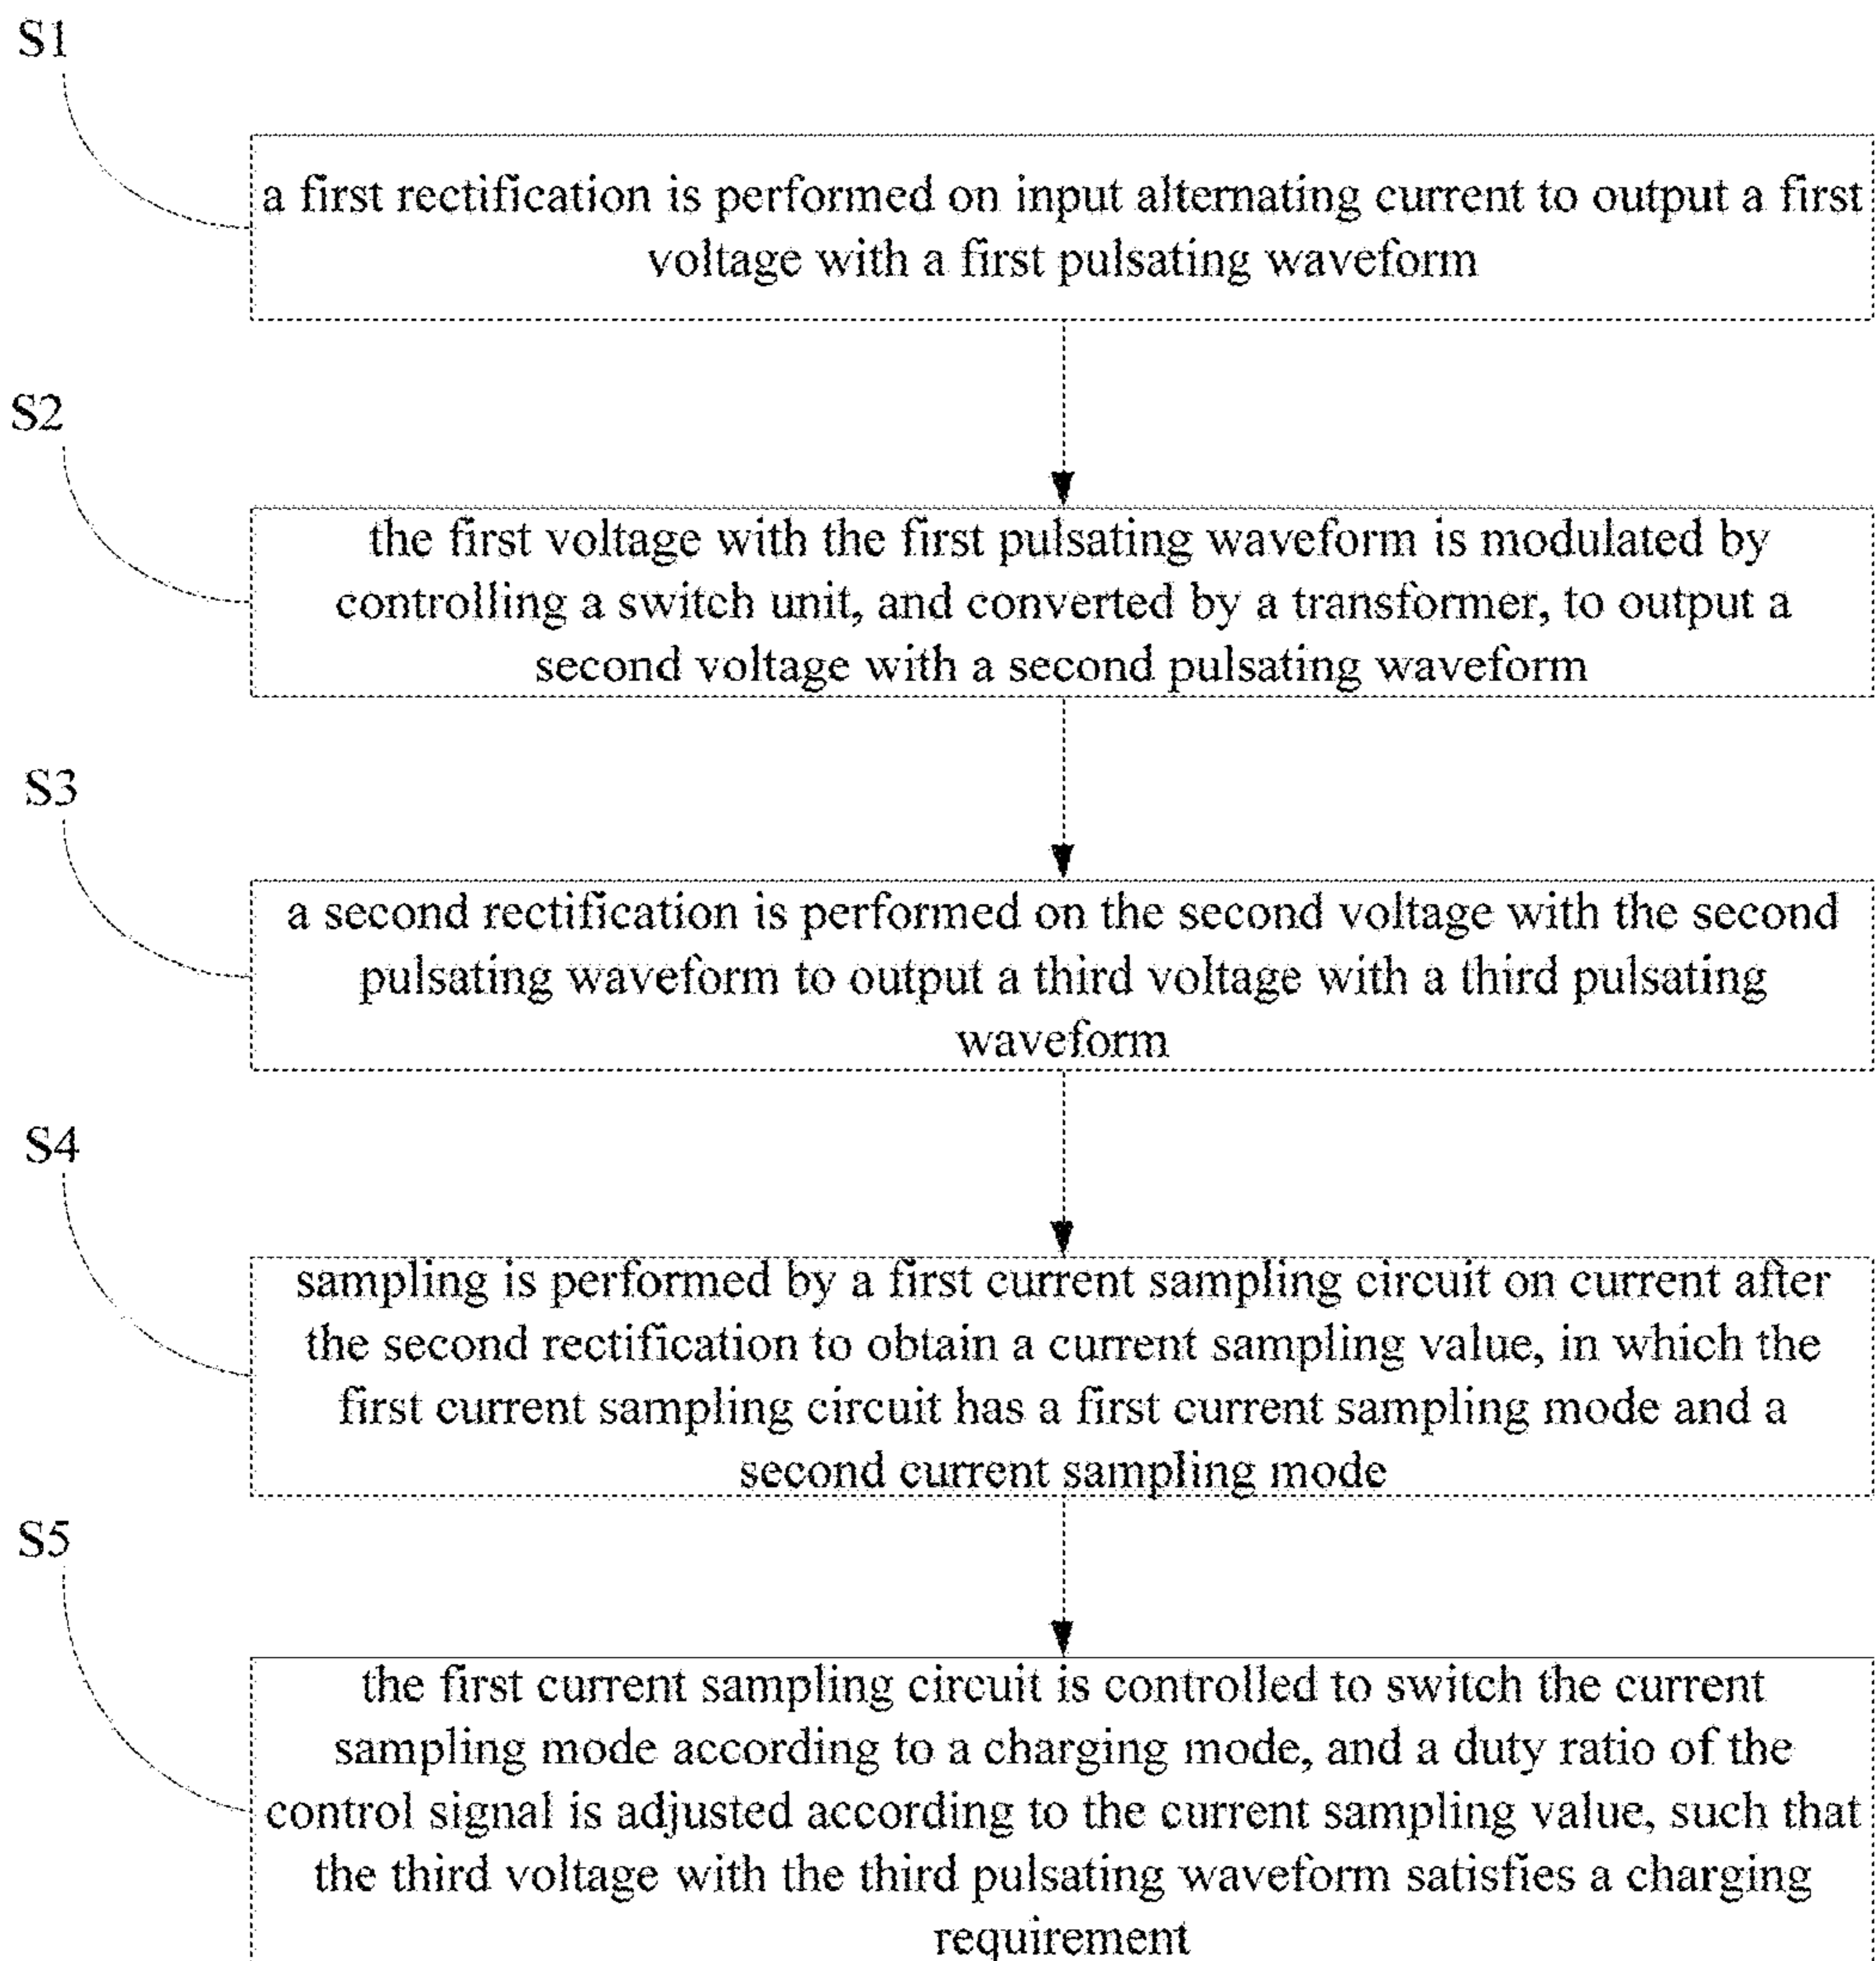 S1
a first rectification is performed on input alternating current to output a first
voltage with a first pulsating waveform
S2
the first voltage with the first pulsating waveform is modulated by
controlling a switch unit, and converted by a transformer, to output a
second voltage with a second pulsating waveform
S3
a second rectification is performed on the second voltage with the second
pulsating waveform to output a third voltage with a third pulsating
waveform
S4
sampling is performed by a first current sampling circuit on current after
the second rectification to obtain a current sampling value, in which the
first current sampling circuit has a first current sampling mode and a
second current sampling mode
S5
the first current sampling circuit is controlled to switch the current
sampling mode according to a charging mode, and a duty ratio of the
control signal is adjusted according to the current sampling value, such that
the third voltage with the third pulsating waveform satisfies a charging
requirement